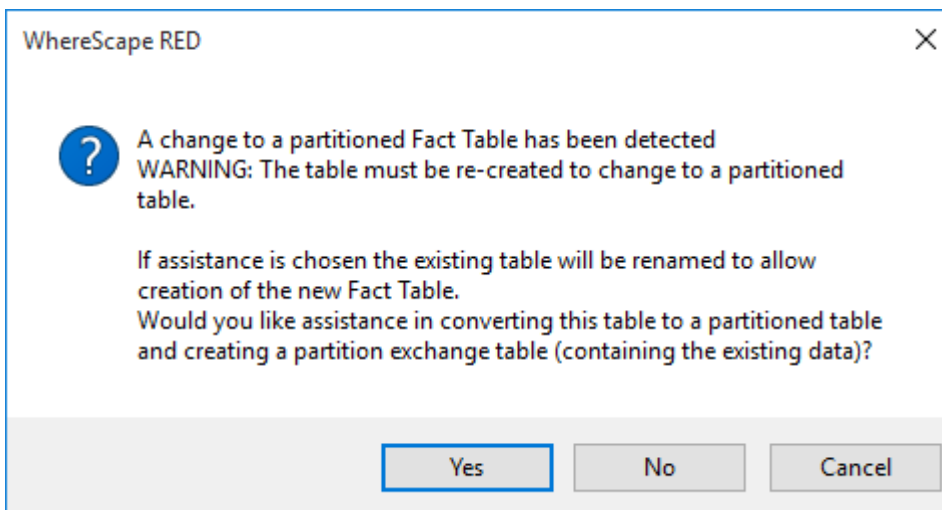 WhereScape RED
A change to a partitioned Fact Table has been detected
WARNING: The table must be re-created to change to a partitioned
table.
If assistance is chosen the existing table will be renamed to allow
creation of the new Fact Table.
Would you like assistance in converting this table to a partitioned table
and creating a partition exchange table (containing the existing data)?
Yes No Cancel